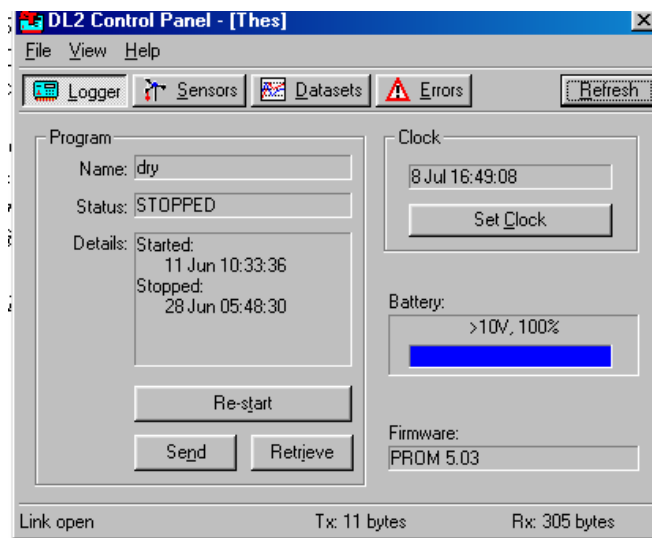 DL2 Control Panel - [Thes]
File View Help
Logger Sensors Datasets Errors Refresh
Program
Name: dry
Status: STOPPED
Details: Started:
11 Jun 10:33:36
Stopped:
28 Jun 05:48:30
Re-start
Send Retrieve
Clock
8 Jul 16:49:08
Set Clock
Battery:
>10V, 100%
Firmware:
PROM 5.03
Link open Tx: 11 bytes Rx: 305 bytes